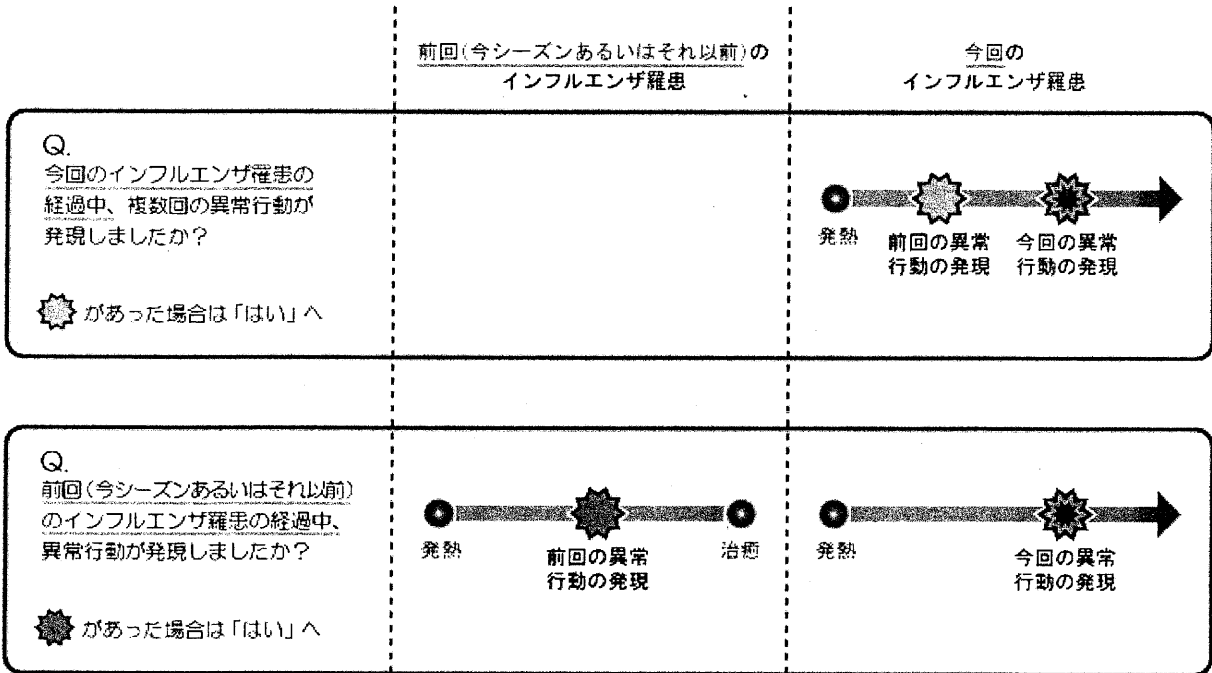 前回(今シーズンあるいはそれ以前)の
インフルエンザ罹患
今回の
インフルエンザ罹患
Q.
今回のインフルエンザ罹患の
経過中、複数回の異常行動が
発現しましたか?
があった場合は「はい」へ
発熱
前回の異常
行動の発現
今回の異常
行動の発現
Q.
前回(今シーズンあるいはそれ以前)
のインフルエンザ羅患の経過中、
異常行動が発現しましたか?
があった場合は「はい」へ
発熱
前回の異常
行動の発現
治癒
発熱
今回の異常
行動の発現